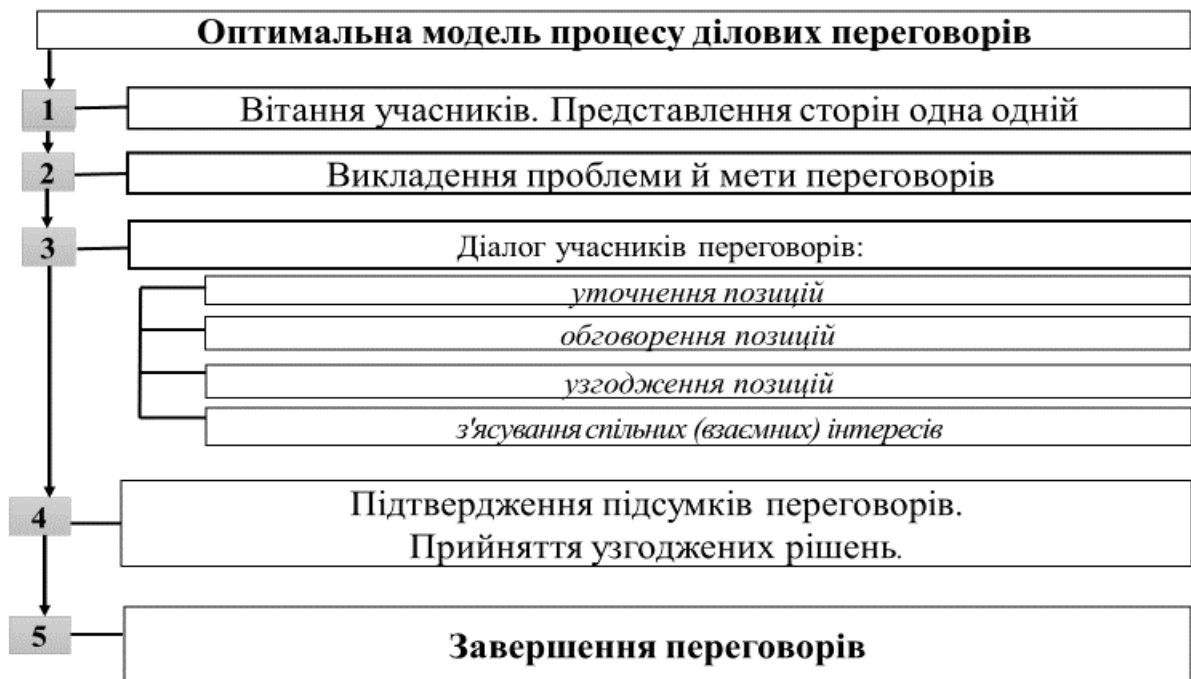 Оптимальна модель процесу ділових переговорів
1
Вітання учасників. Представлення сторін одна одній
2
Викладення проблеми й мети переговорів
3
Діалог учасників переговорів:
уточнення позицій
обговорення позицій
узгодження позицій
з'ясування спільних (взаємних) інтересів
4
Підтвердження підсумків переговорів.
Прийняття узгоджених рішень.
5
Завершення переговорів